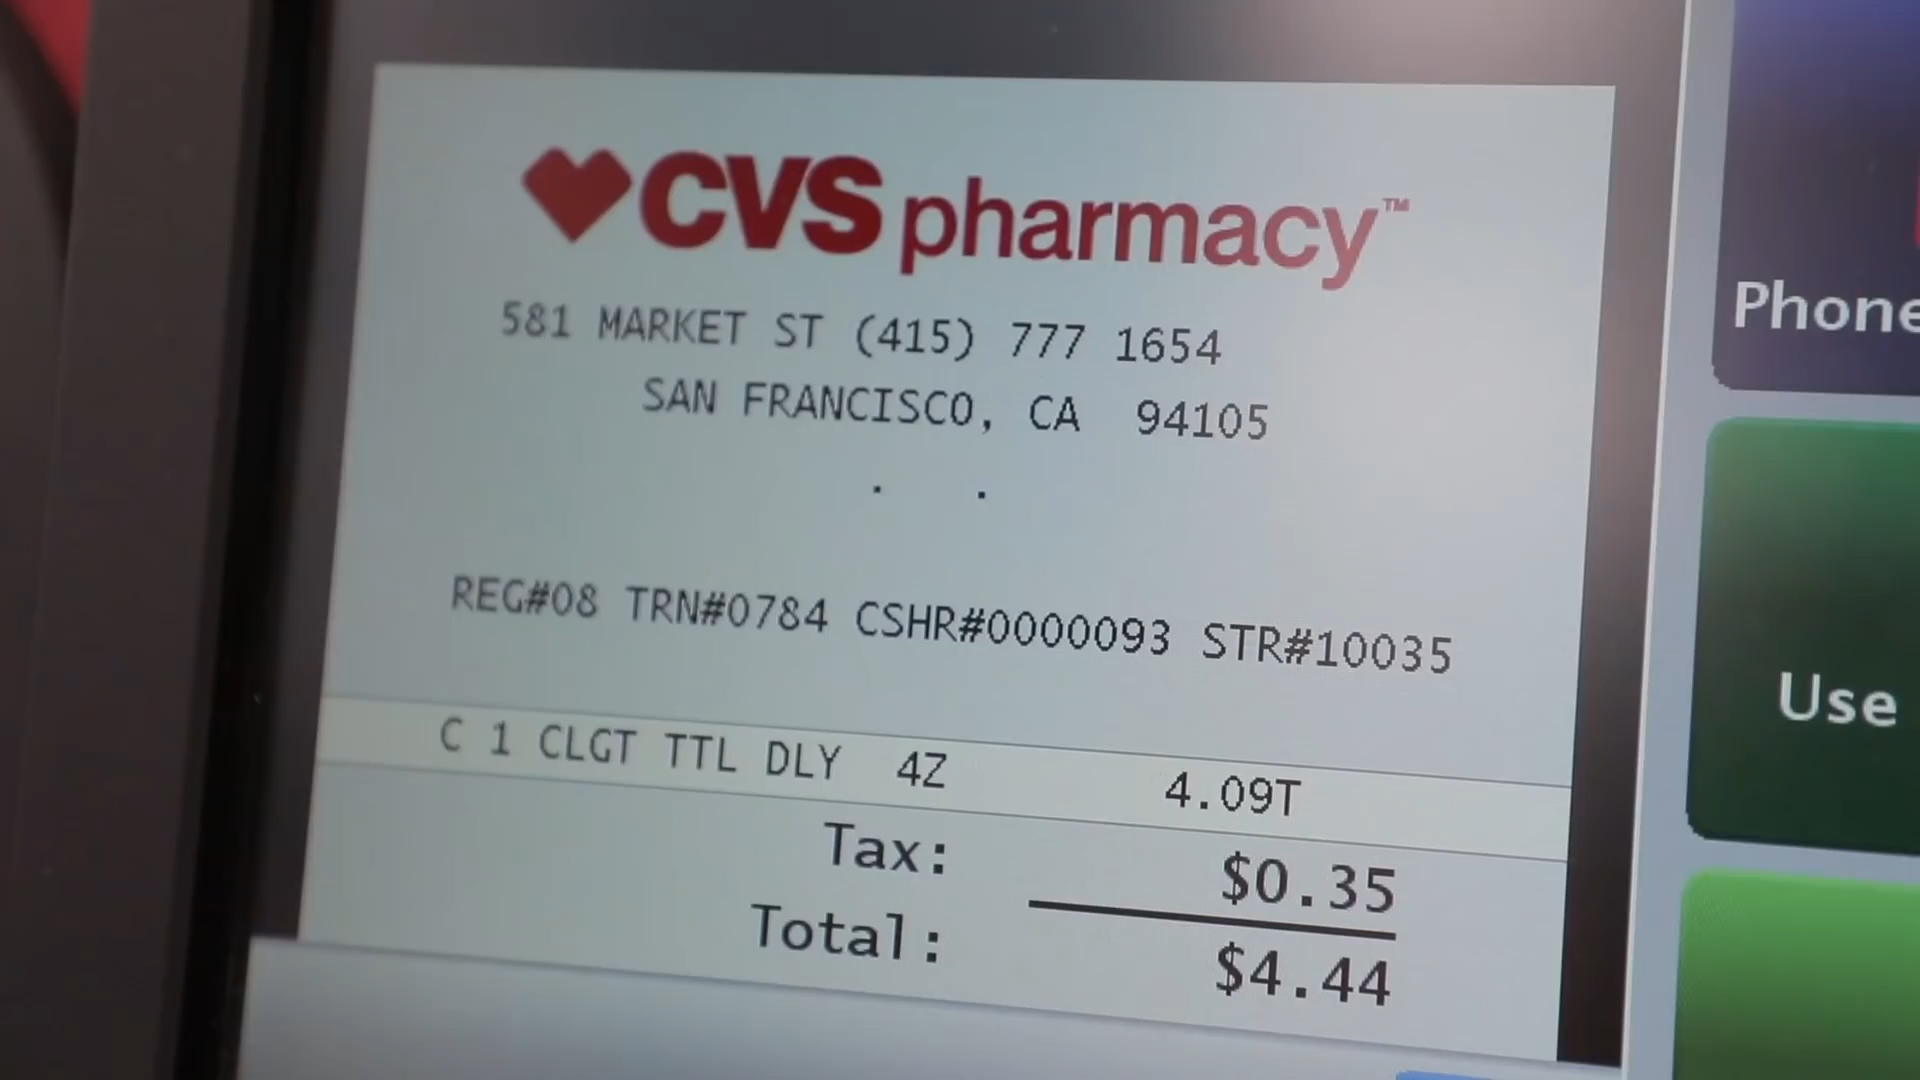 CVS pharmacy™
581 MARKET ST (415) 777 1654
SAN FRANCISCO, CA 94105
. .
REG#08 TRN#0784 CSHR#0000093 STR#10035
C 1 CLGT TTL DLY 4Z 4.09T
Tax: $0.35
Total: $4.44
Phone
Use